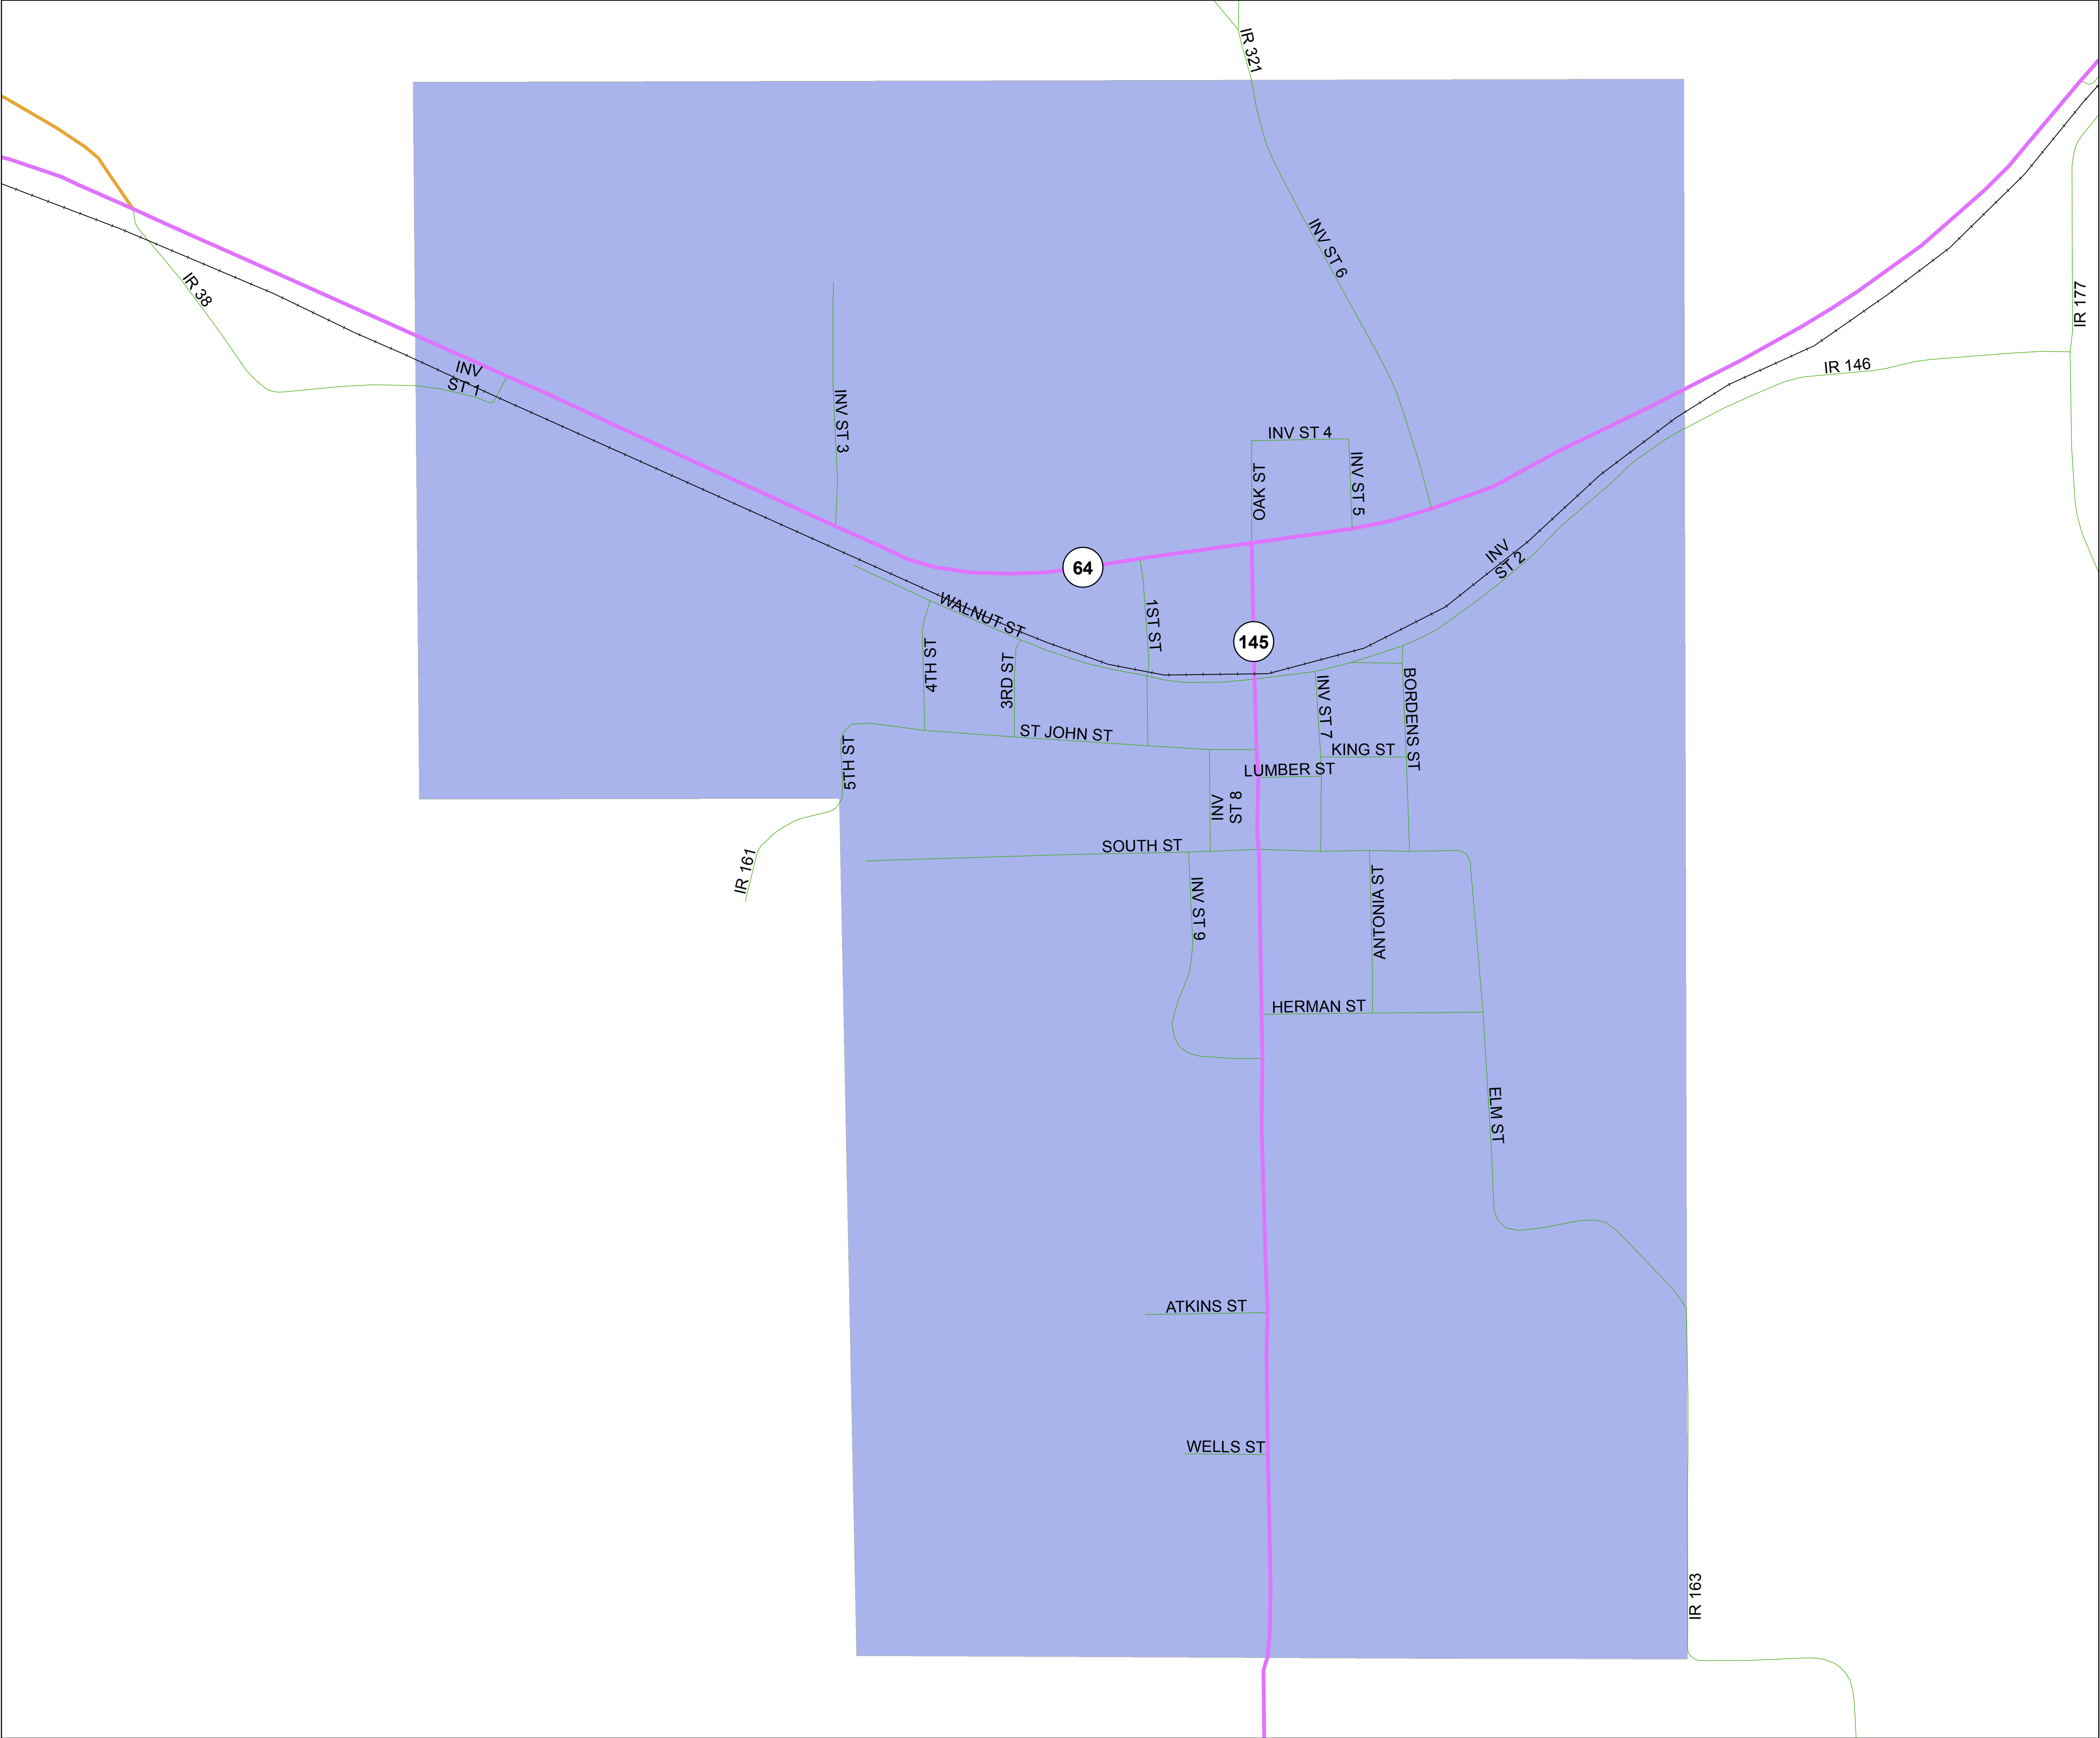 IR 321
INV ST 6
IR 38
IR 177
INV
ST 1
IR 146
INV ST 3
INV ST 4
OAK ST
INV ST 5
64
INV
ST 2
WALNUT ST
1ST ST
145
4TH ST
3RD ST
INV ST 7
BORDENS ST
ST JOHN ST
KING ST
5TH ST
LUMBER ST
INV
ST 8
SOUTH ST
IR 161
INV ST 9
ANTONIA ST
HERMAN ST
ELM ST
ATKINS ST
WELLS ST
IR 163